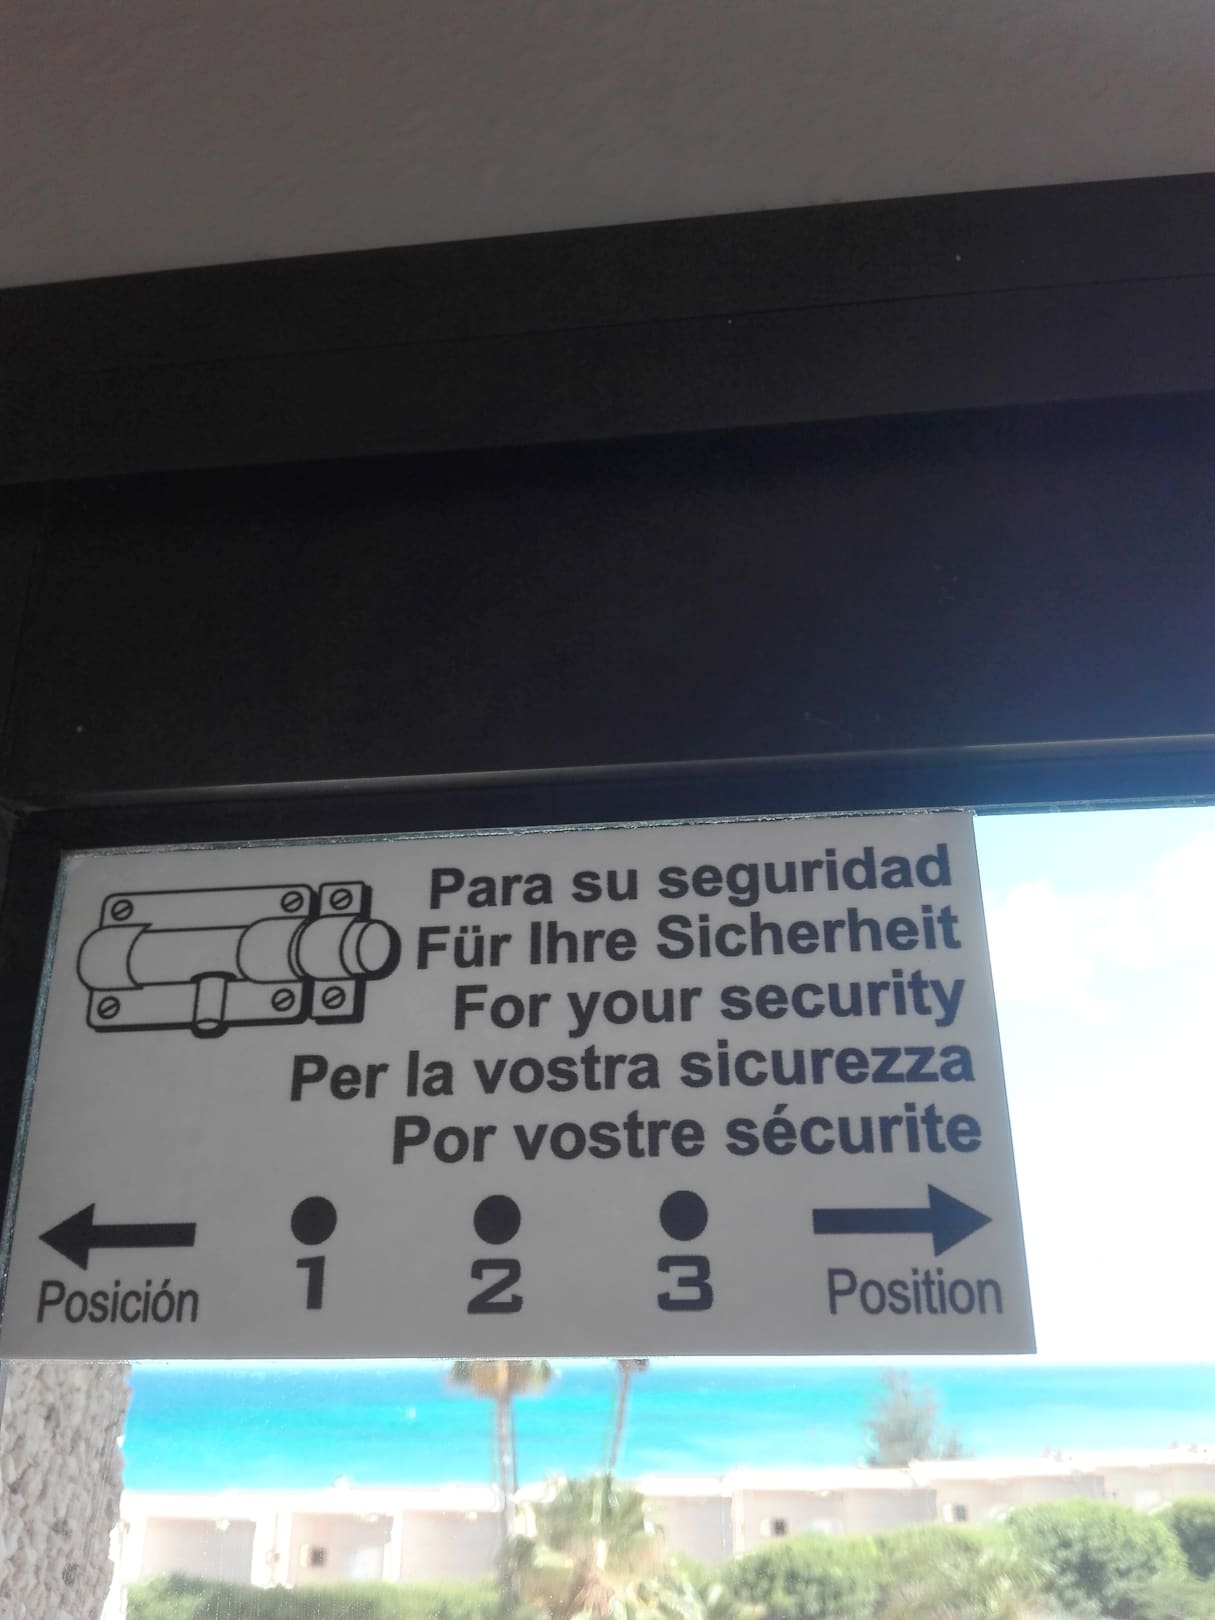 Para su seguridad
Für Ihre Sicherheit
For your security
Per la vostra sicurezza
Por vostre sécurite
1 2 3
Posición Position